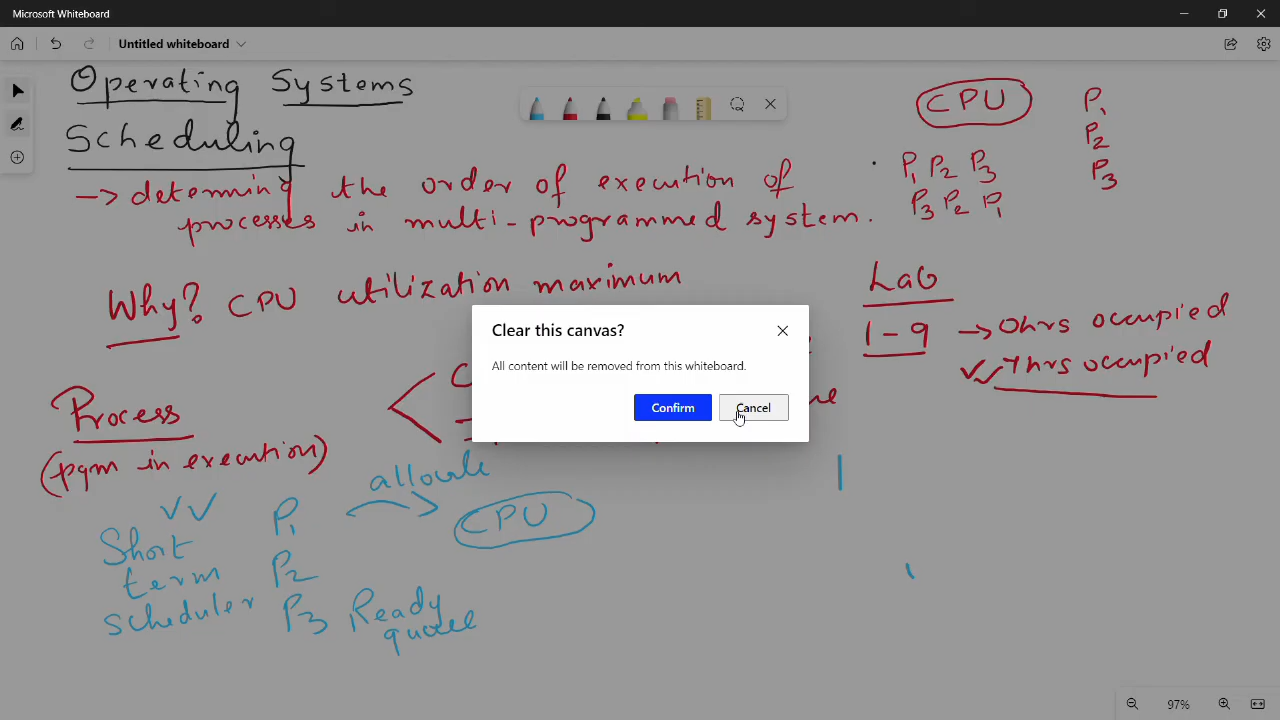 Microsoft Whiteboard
Untitled whiteboard
Operating Systems
Scheduling
→ determining the order of execution of
processes in multi-programmed system.
CPU
P1
P2
P3
P1 P2 P3
P3 P2 P1
Why? CPU utilization maximum
Lab
1-9 → 0hrs occupied
✓✓ 7hrs occupied
Clear this canvas?
All content will be removed from this whiteboard.
Confirm
Cancel
Process
(pgm in execution)
allocate
CPU
Short
term
scheduler
P1
P2
P3
Ready
97%